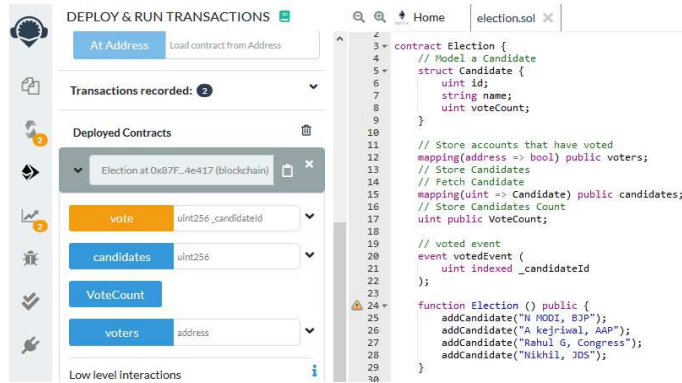 DEPLOY & RUN TRANSACTIONS
At Address Load contract from Address
Transactions recorded: 2
Deployed Contracts
Election at 0x87F...4e417 (blockchain)
vote uint256 _candidateId
candidates uint256
VoteCount
voters address
Low level interactions
2
2
Home election.sol
2
3 contract Election {
4 // Model a Candidate
5 struct Candidate {
6 uint id;
7 string name;
8 uint voteCount;
9 }
10
11 // Store accounts that have voted
12 mapping(address => bool) public voters;
13 // Store Candidates
14 // Fetch Candidate
15 mapping(uint => Candidate) public candidates;
16 // Store Candidates Count
17 uint public VoteCount;
18
19 // voted event
20 event votedEvent (
21 uint indexed _candidateId
22 );
23
24 function Election () public {
25 addCandidate("N MODI, BJP");
26 addCandidate("A kejriwal, AAP");
27 addCandidate("Rahul G, Congress");
28 addCandidate("Nikhil, JDS");
29 }
30